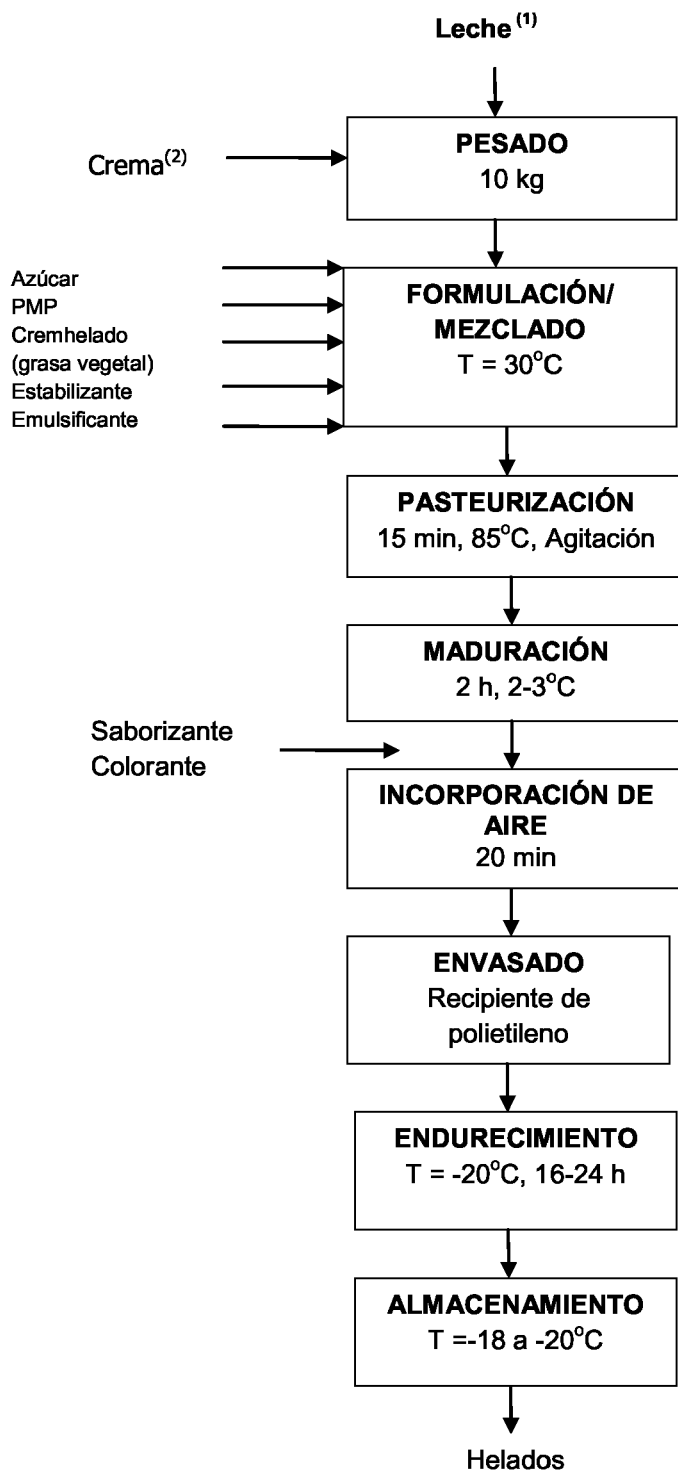 Leche (1)
PESADO
10 kg
Crema(2)
Azúcar
PMP
Cremhelado
(grasa vegetal)
Estabilizante
Emulsificante
FORMULACIÓN/
MEZCLADO
T = 30°C
PASTEURIZACIÓN
15 min, 85°C, Agitación
MADURACIÓN
2 h, 2-3°C
Saborizante
Colorante
INCORPORACIÓN DE
AIRE
20 min
ENVASADO
Recipiente de
polietileno
ENDURECIMIENTO
T = -20°C, 16-24 h
ALMACENAMIENTO
T =-18 a -20°C
Helados